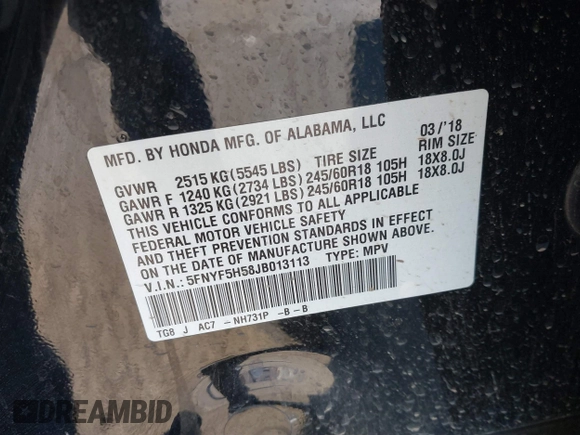 MFD. BY HONDA MFG. OF ALABAMA, LLC 03/'18
GVWR 2515 KG(5545 LBS) TIRE SIZE RIM SIZE
GAWR F 1240 KG(2734 LBS)245/60R18 105H 18X8.0J
GAWR R 1325 KG(2921 LBS)245/60R18 105H 18X8.0J
THIS VEHICLE CONFORMS TO ALL APPLICABLE
FEDERAL MOTOR VEHICLE SAFETY
AND THEFT PREVENTION STANDARDS IN EFFECT
ON THE DATE OF MANUFACTURE SHOWN ABOVE.
V.I.N.: 5FNYF5H58JB013113 TYPE: MPV
TG8 J AC7 -NH731P -B-B
DREAMBID